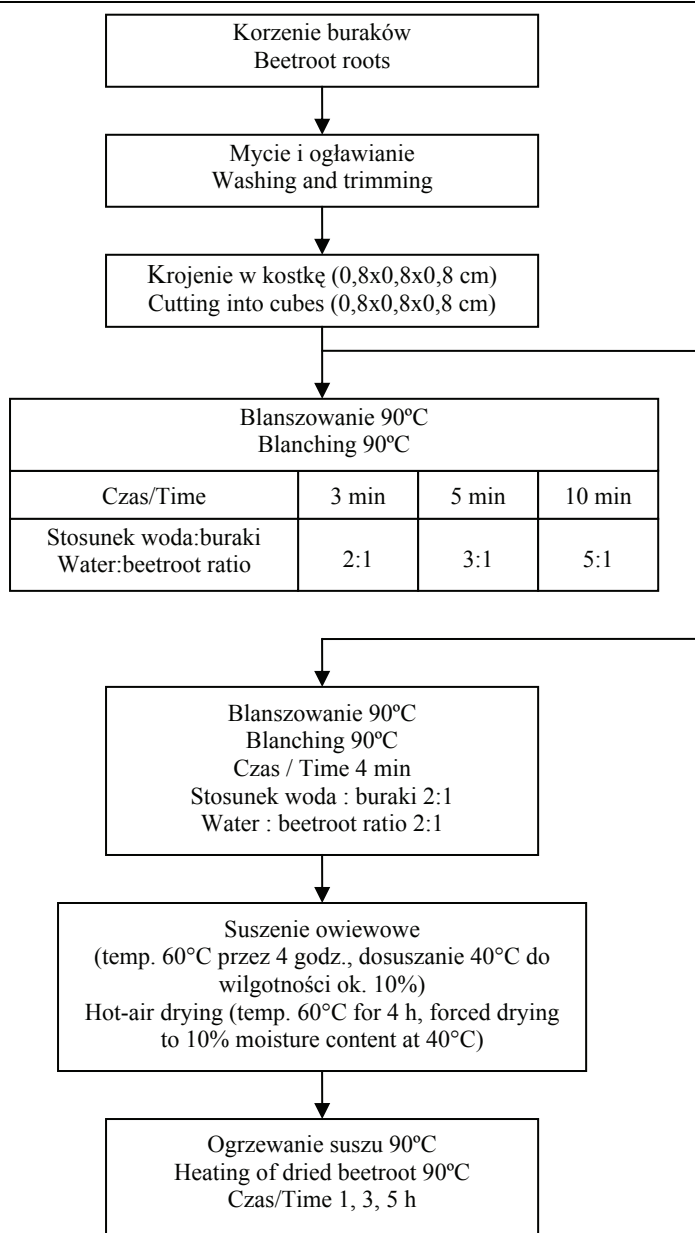 Korzenie buraków
Beetroot roots
Mycie i ogławianie
Washing and trimming
Krojenie w kostkę (0,8x0,8x0,8 cm)
Cutting into cubes (0,8x0,8x0,8 cm)
Blanszowanie 90ºC
Blanching 90ºC
Czas/Time 3 min 5 min 10 min
Stosunek woda:buraki
Water:beetroot ratio 2:1 3:1 5:1
Blanszowanie 90ºC
Blanching 90ºC
Czas / Time 4 min
Stosunek woda : buraki 2:1
Water : beetroot ratio 2:1
Suszenie owiewowe
(temp. 60°C przez 4 godz., dosuszanie 40°C do
wilgotności ok. 10%)
Hot-air drying (temp. 60°C for 4 h, forced drying
to 10% moisture content at 40°C)
Ogrzewanie suszu 90ºC
Heating of dried beetroot 90ºC
Czas/Time 1, 3, 5 h